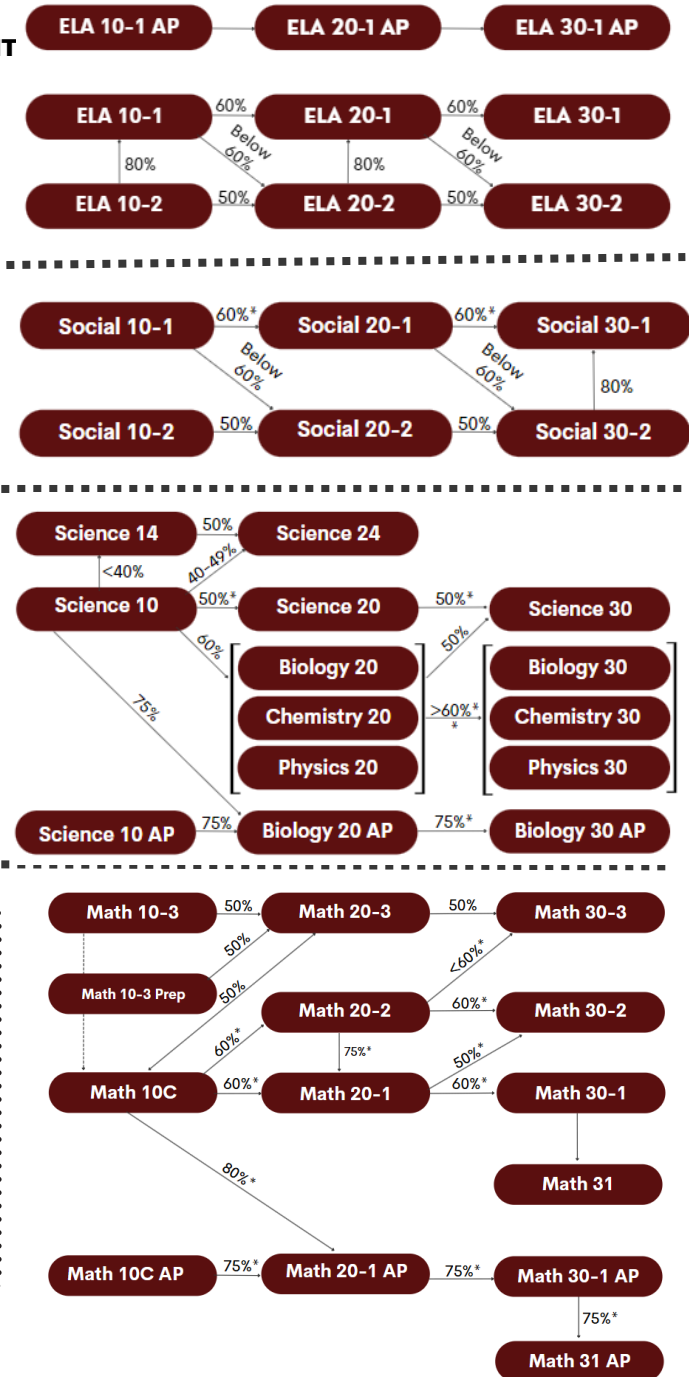 ELA 10-1 AP
ELA 20-1 AP
ELA 30-1 AP
T
ELA 10-1
60%
ELA 20-1
60%
ELA 30-1
Below
60%
Below
60%
80%
80%
ELA 10-2
50%
ELA 20-2
50%
ELA 30-2
Social 10-1
60%*
Social 20-1
60%*
Social 30-1
Below
60%
Below
60%
80%
Social 10-2
50%
Social 20-2
50%
Social 30-2
Science 14
50%
Science 24
<40%
40-49%
Science 10
50%*
Science 20
50%*
Science 30
60%
50%
Biology 20
Biology 30
Chemistry 20
>60%*
*
Chemistry 30
75%
Physics 20
Physics 30
Science 10 AP
75%
Biology 20 AP
75%*
Biology 30 AP
Math 10-3
50%
Math 20-3
50%
Math 30-3
50%
<60%*
Math 10-3 Prep
50%
Math 20-2
60%*
Math 30-2
60%*
75%*
50%*
Math 10C
60%*
Math 20-1
60%*
Math 30-1
80%*
Math 31
Math 10C AP
75%*
Math 20-1 AP
75%*
Math 30-1 AP
75%*
Math 31 AP